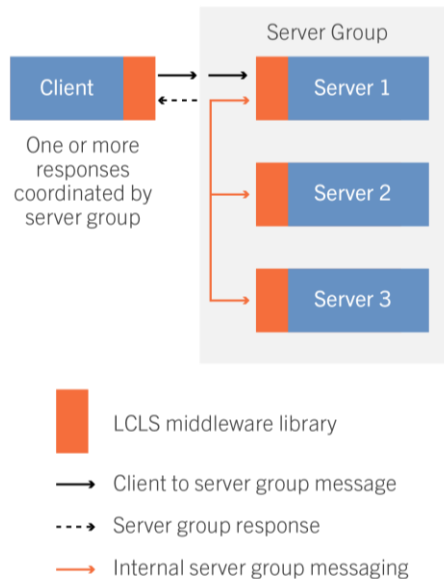 Server Group
Client
Server 1
One or more
responses
coordinated by
server group
Server 2
Server 3
LCLS middleware library
Client to server group message
Server group response
Internal server group messaging